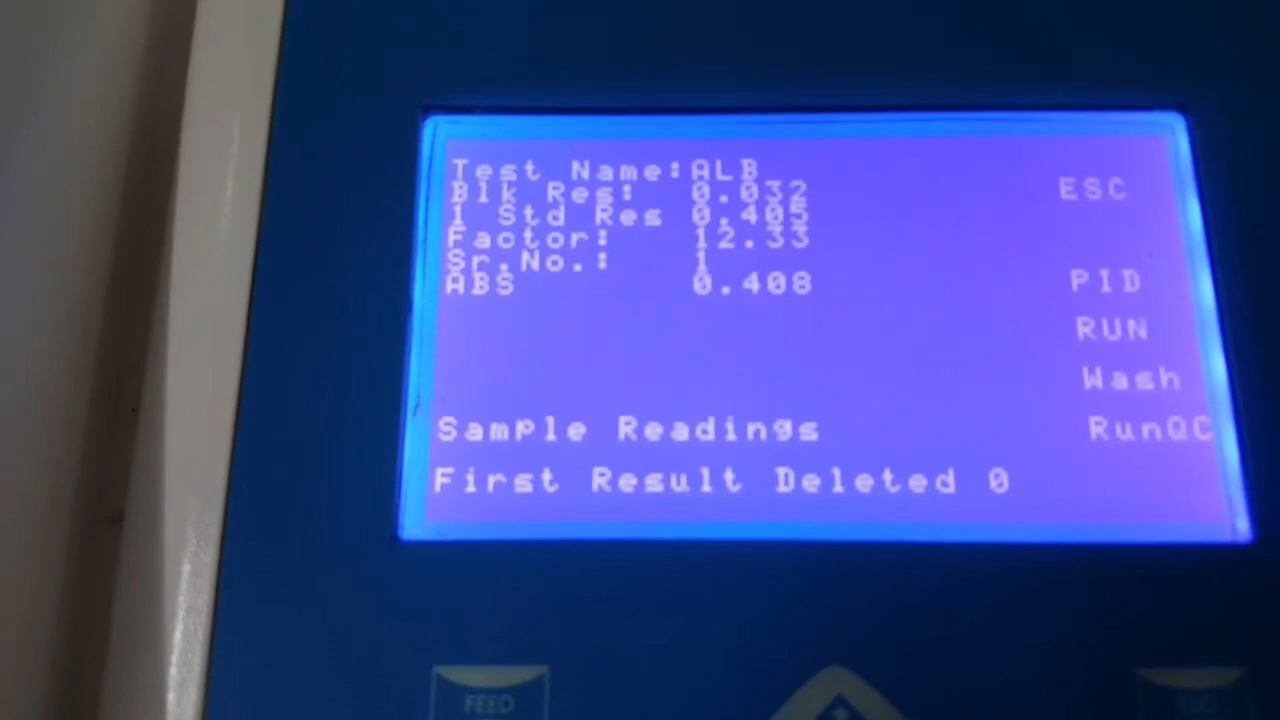 Test Name:ALB
Blk Res: 0.032
1 Std Res 0.405
Factor: 12.33
Sr.No.: 1
ABS 0.408
ESC
PID
RUN
Wash
Sample Readings
RunQC
First Result Deleted 0
FEED